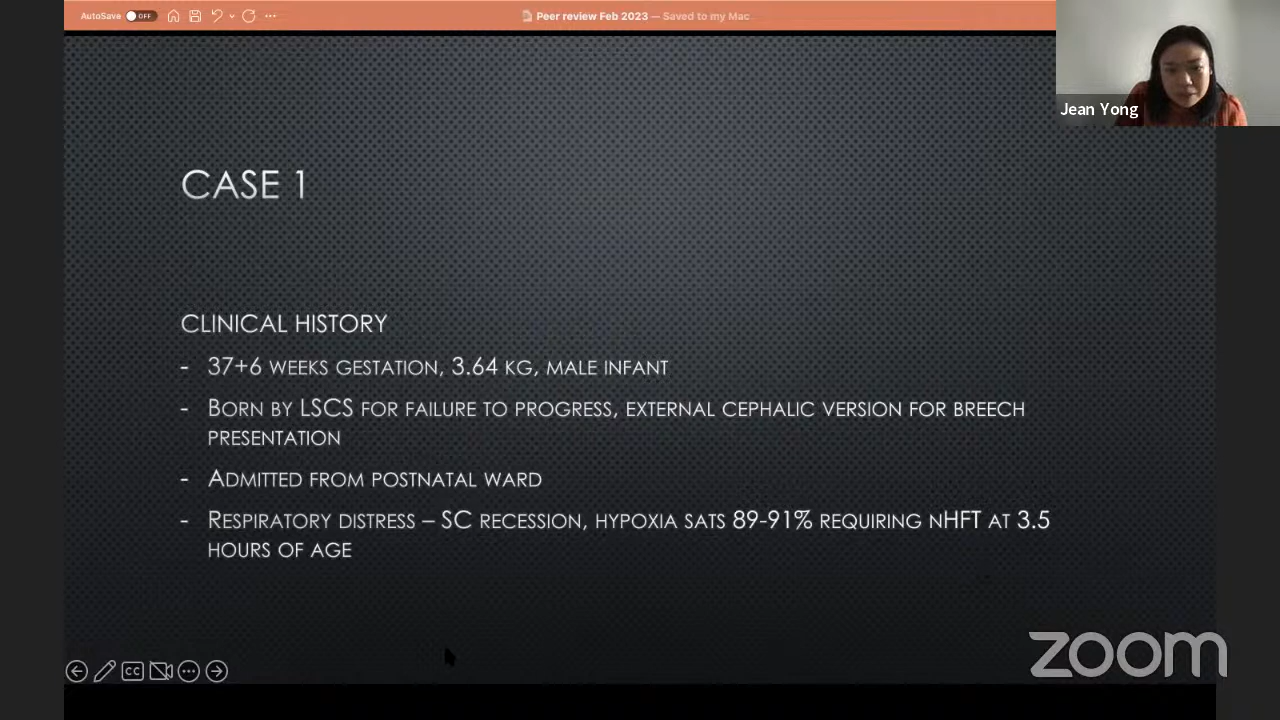 AutoSave OFF
Peer review Feb 2023 — Saved to my Mac
Jean Yong
CASE 1
CLINICAL HISTORY
- 37+6 WEEKS GESTATION, 3.64 KG, MALE INFANT
- BORN BY LSCS FOR FAILURE TO PROGRESS, EXTERNAL CEPHALIC VERSION FOR BREECH
PRESENTATION
- ADMITTED FROM POSTNATAL WARD
- RESPIRATORY DISTRESS – SC RECESSION, HYPOXIA SATS 89-91% REQUIRING NHFT AT 3.5
HOURS OF AGE
CC
zoom